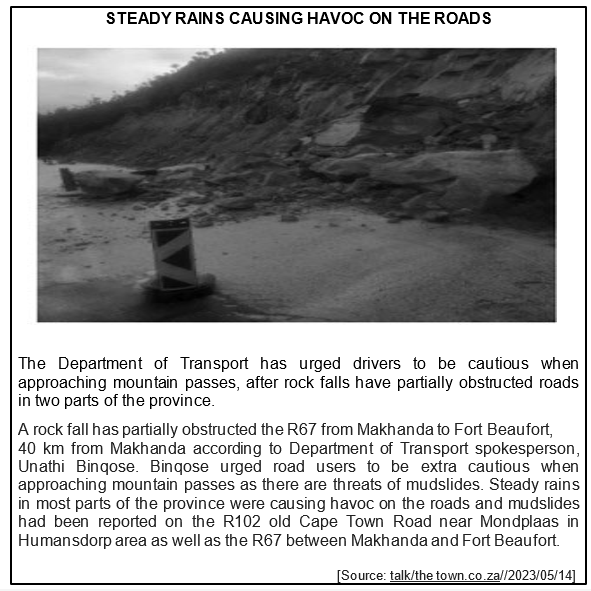 STEADY RAINS CAUSING HAVOC ON THE ROADS
The Department of Transport has urged drivers to be cautious when
approaching mountain passes, after rock falls have partially obstructed roads
in two parts of the province.
A rock fall has partially obstructed the R67 from Makhanda to Fort Beaufort,
40 km from Makhanda according to Department of Transport spokesperson,
Unathi Binqose. Binqose urged road users to be extra cautious when
approaching mountain passes as there are threats of mudslides. Steady rains
in most parts of the province were causing havoc on the roads and mudslides
had been reported on the R102 old Cape Town Road near Mondplaas in
Humansdorp area as well as the R67 between Makhanda and Fort Beaufort.
[Source: talk/the town.co.za//2023/05/14]